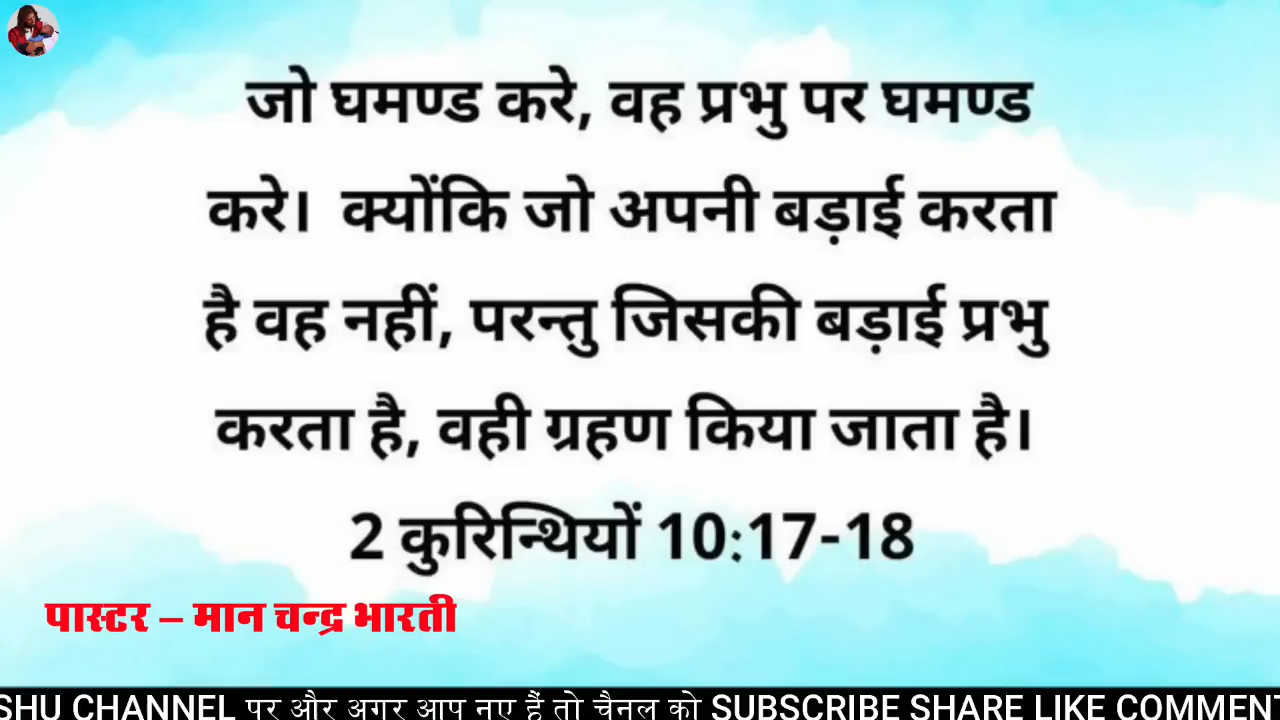 जो घमण्ड करे, वह प्रभु पर घमण्ड
करे। क्योंकि जो अपनी बड़ाई करता
है वह नहीं, परन्तु जिसकी बड़ाई प्रभु
करता है, वही ग्रहण किया जाता है।
2 कुरिन्थियों 10:17-18
पास्टर – मान चन्द्र भारती
SHU CHANNEL पर और अगर आप नए हैं तो चैनल को SUBSCRIBE SHARE LIKE COMMEN